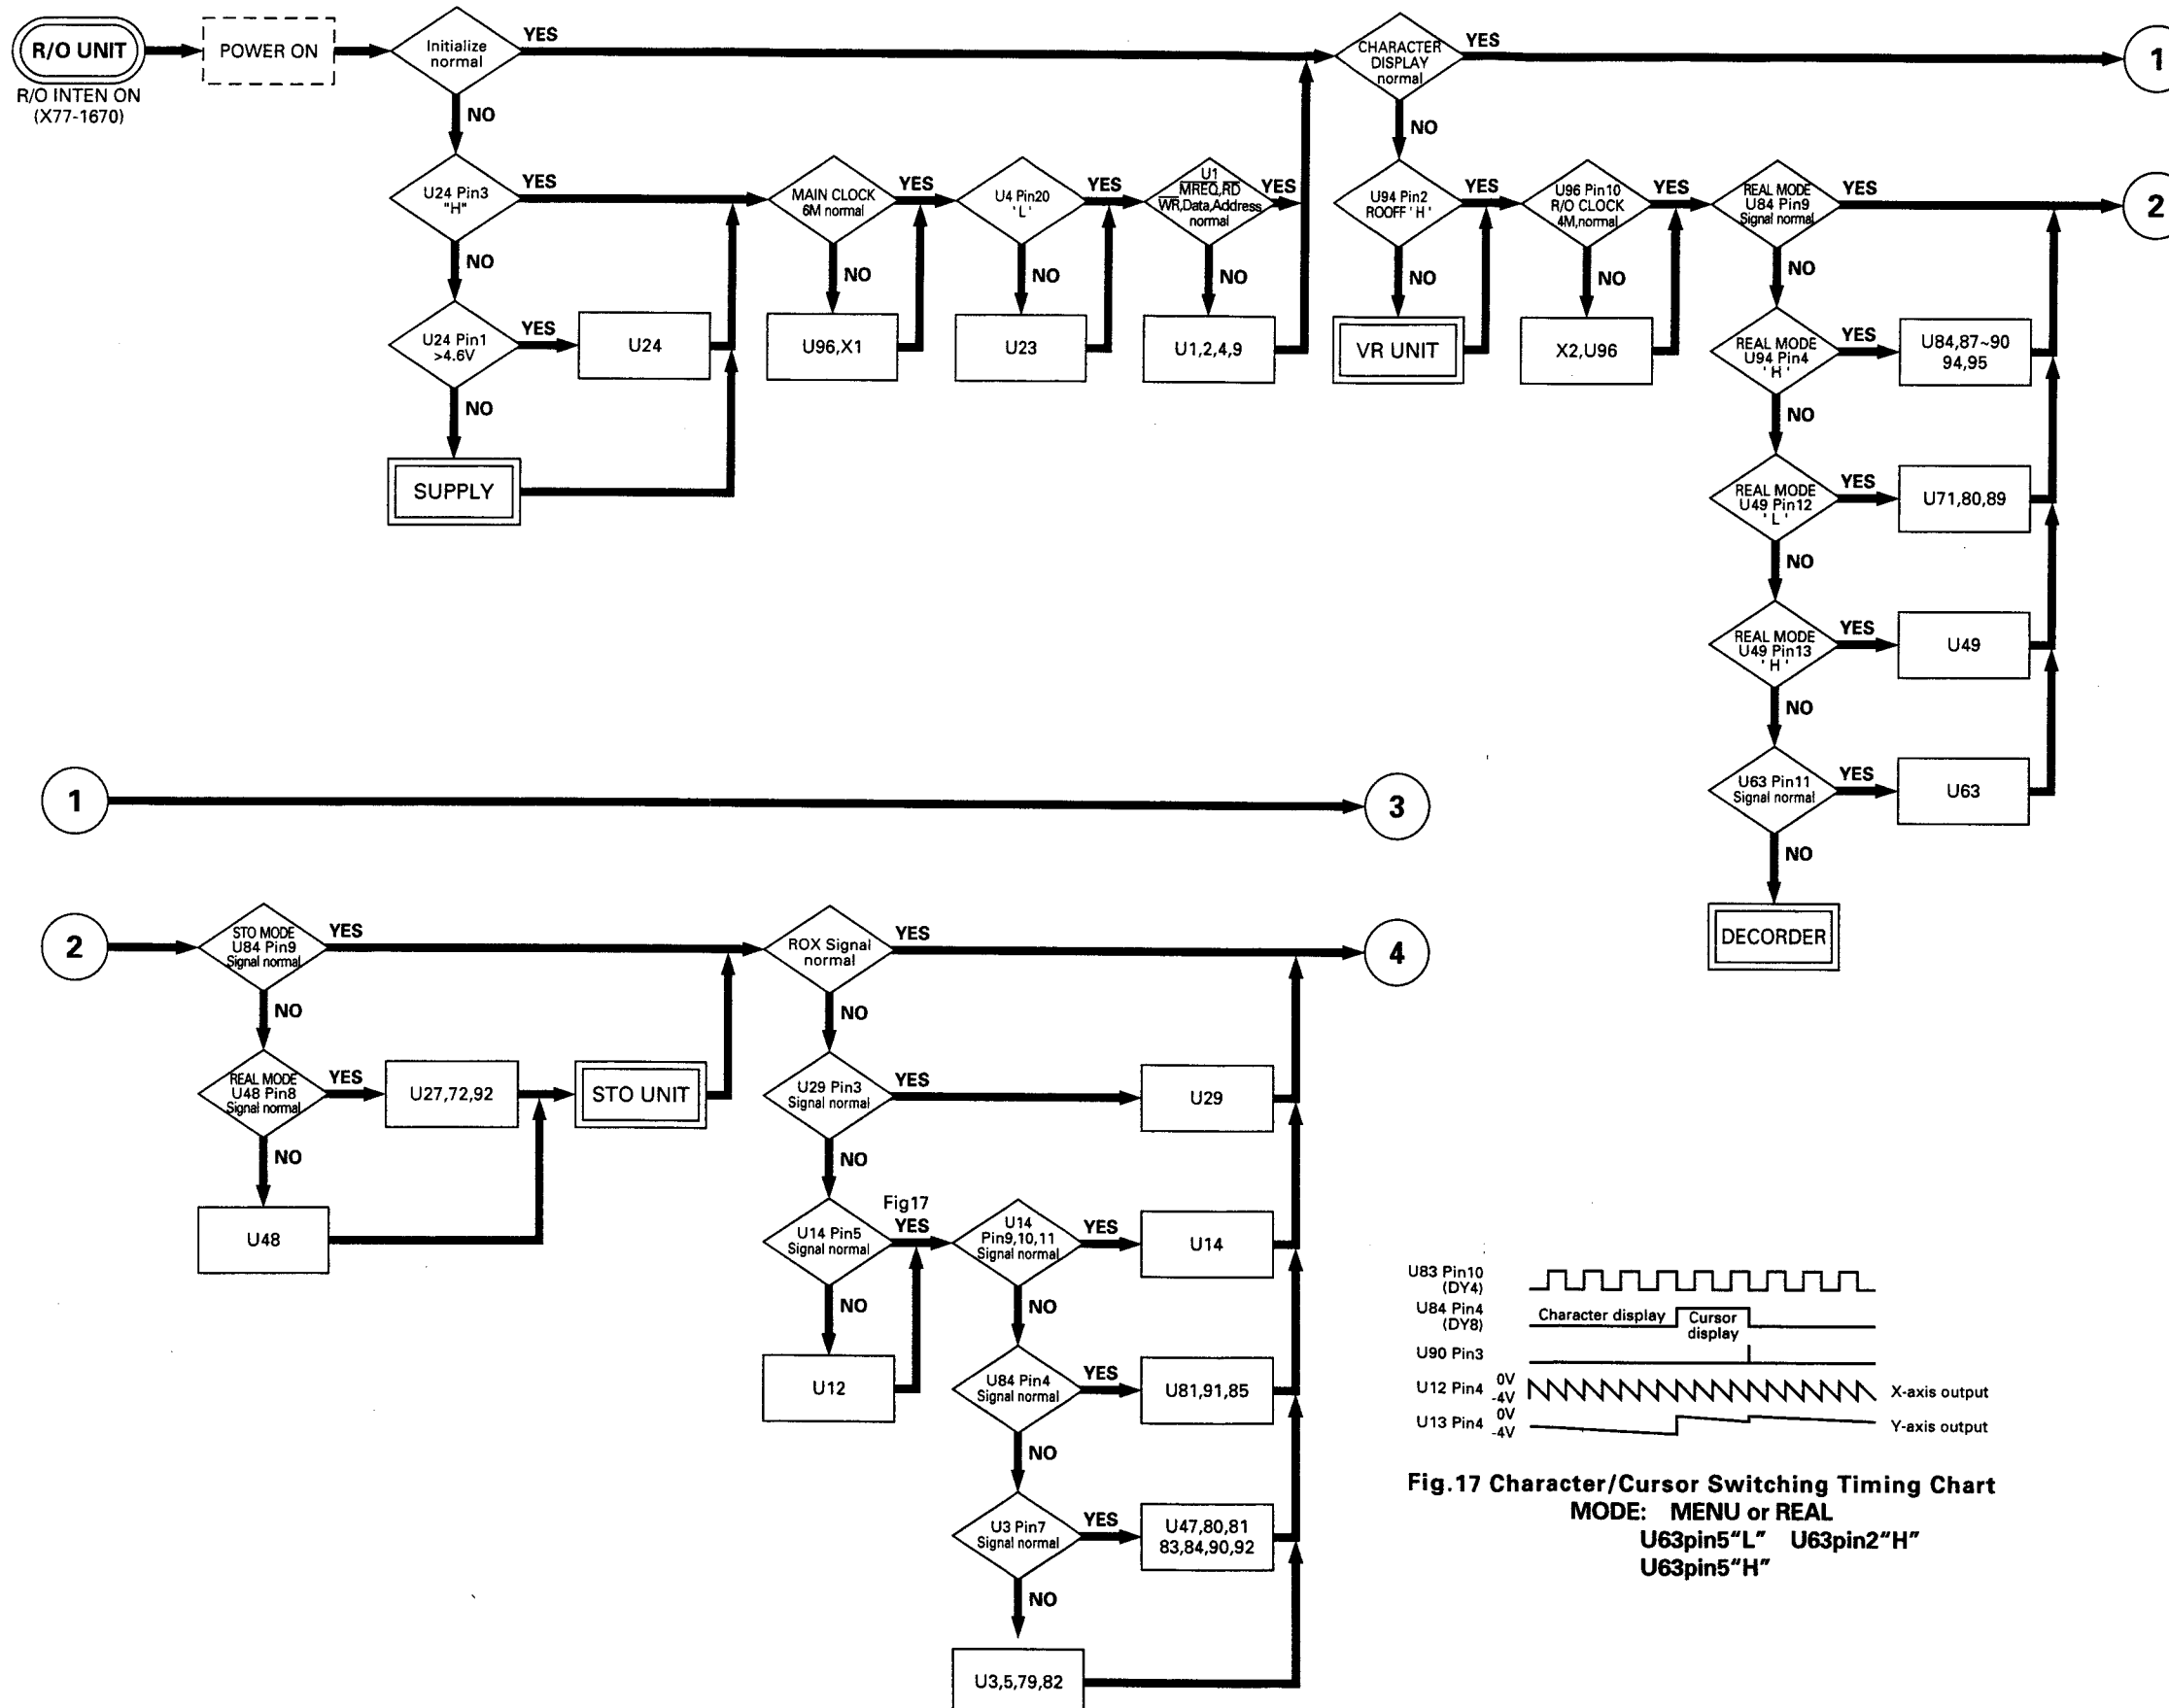 R/O UNIT
R/O INTEN ON
(X77-1670)
POWER ON
Initialize
normal
YES
NO
CHARACTER
DISPLAY
normal
YES
NO
1
U24 Pin3
"H"
YES
NO
MAIN CLOCK
6M normal
YES
NO
U4 Pin20
'L'
YES
NO
U1
MREQ,RD
WR,Data,Address
normal
YES
NO
U94 Pin2
ROOFF 'H'
YES
NO
U96 Pin10
R/O CLOCK
4M,normal
YES
NO
REAL MODE
U84 Pin9
Signal normal
YES
NO
2
U24 Pin1
>4.6V
YES
NO
U24
U96,X1
U23
U1,2,4,9
VR UNIT
X2,U96
REAL MODE
U94 Pin4
'H'
YES
NO
U84,87~90
94,95
SUPPLY
REAL MODE
U49 Pin12
'L'
YES
NO
U71,80,89
REAL MODE
U49 Pin13
'H'
YES
NO
U49
U63 Pin11
Signal normal
YES
NO
U63
DECORDER
1
3
2
STO MODE
U84 Pin9
Signal normal
YES
NO
ROX Signal
normal
YES
NO
4
REAL MODE
U48 Pin8
Signal normal
YES
NO
U27,72,92
STO UNIT
U29 Pin3
Signal normal
YES
NO
U29
U48
U14 Pin5
Signal normal
Fig17
YES
NO
U14
Pin9,10,11
Signal normal
YES
NO
U14
U12
U84 Pin4
Signal normal
YES
NO
U81,91,85
U3 Pin7
Signal normal
YES
NO
U47,80,81
83,84,90,92
U3,5,79,82
U83 Pin10
(DY4)
U84 Pin4
(DY8)
Character display
Cursor
display
U90 Pin3
U12 Pin4
0V
-4V
X-axis output
U13 Pin4
0V
-4V
Y-axis output
Fig.17 Character/Cursor Switching Timing Chart
MODE: MENU or REAL
U63pin5"L" U63pin2"H"
U63pin5"H"